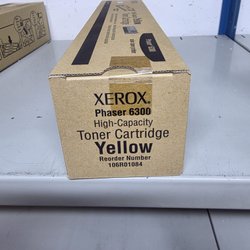 XEROX.
Phaser 6300
High-Capacity
Toner Cartridge
Yellow
Reorder Number
106R01084